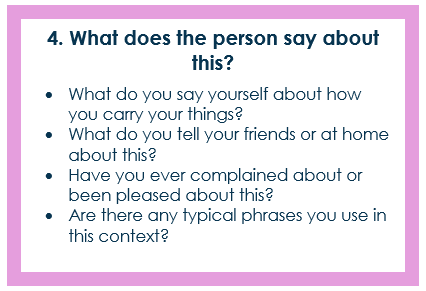 4. What does the person say about
this?
• What do you say yourself about how
you carry your things?
• What do you tell your friends or at home
about this?
• Have you ever complained about or
been pleased about this?
• Are there any typical phrases you use in
this context?